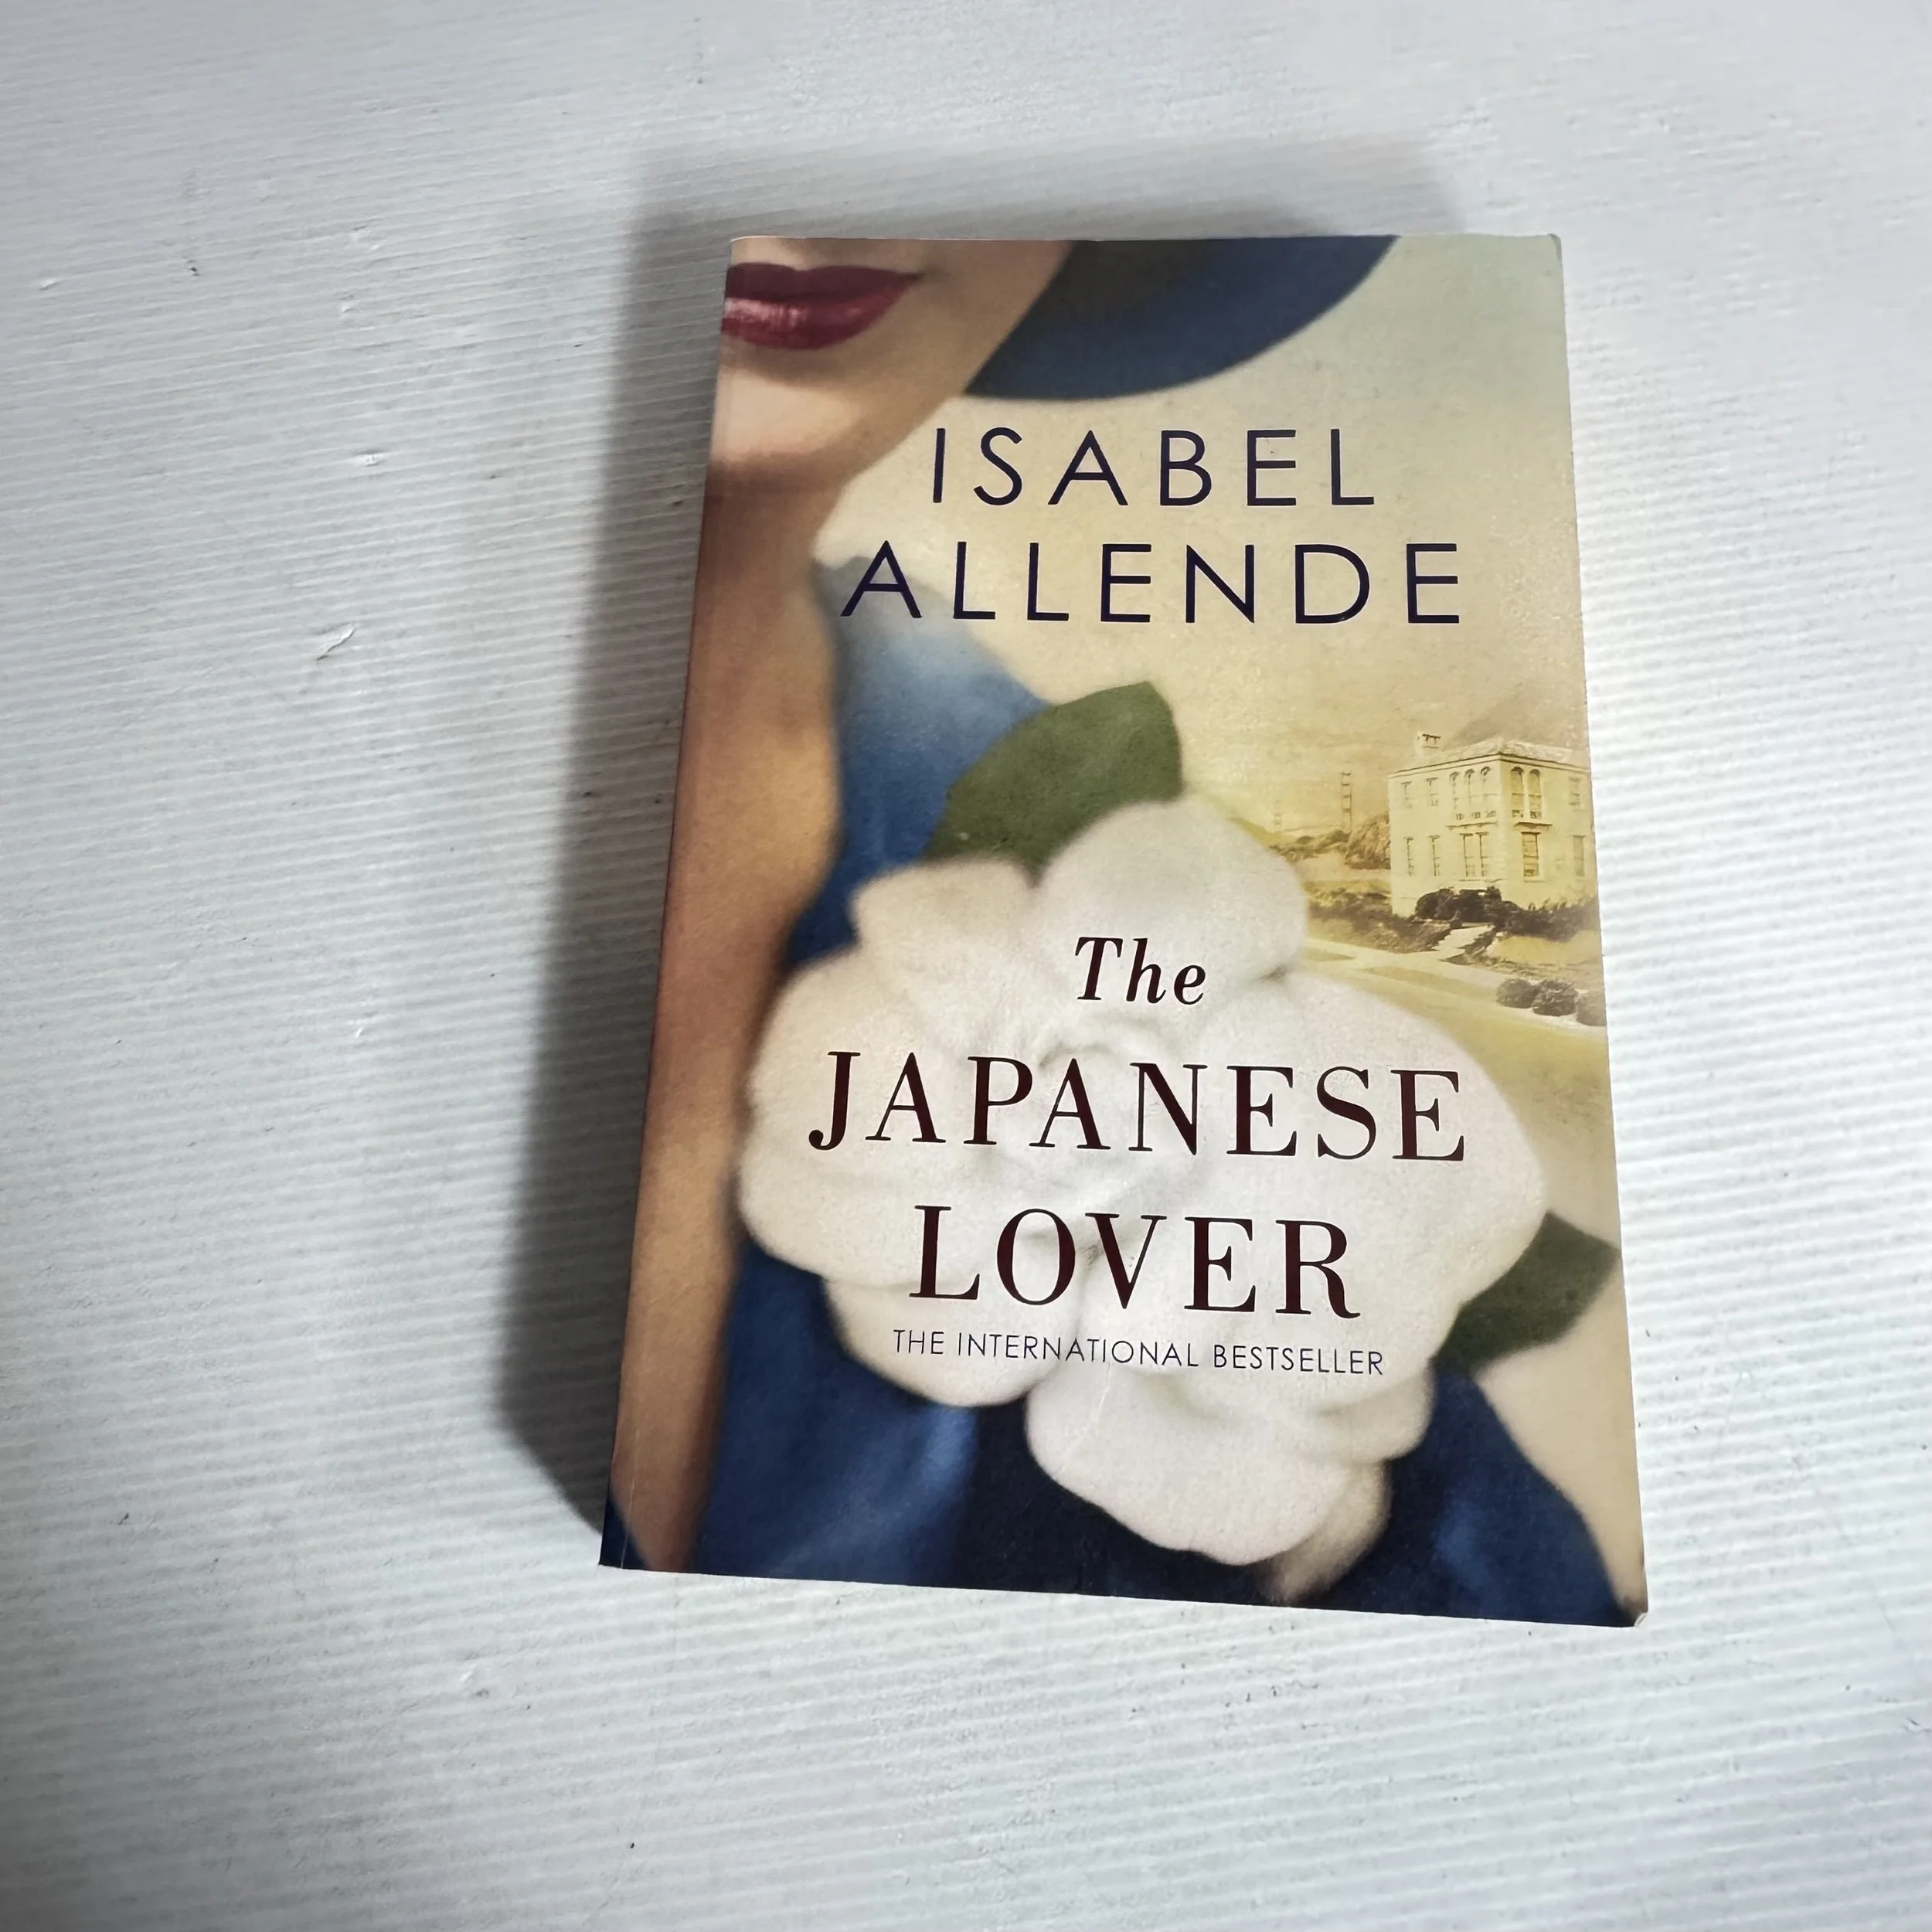 ISABEL
ALLENDE
The
JAPANESE
LOVER
THE INTERNATIONAL BESTSELLER